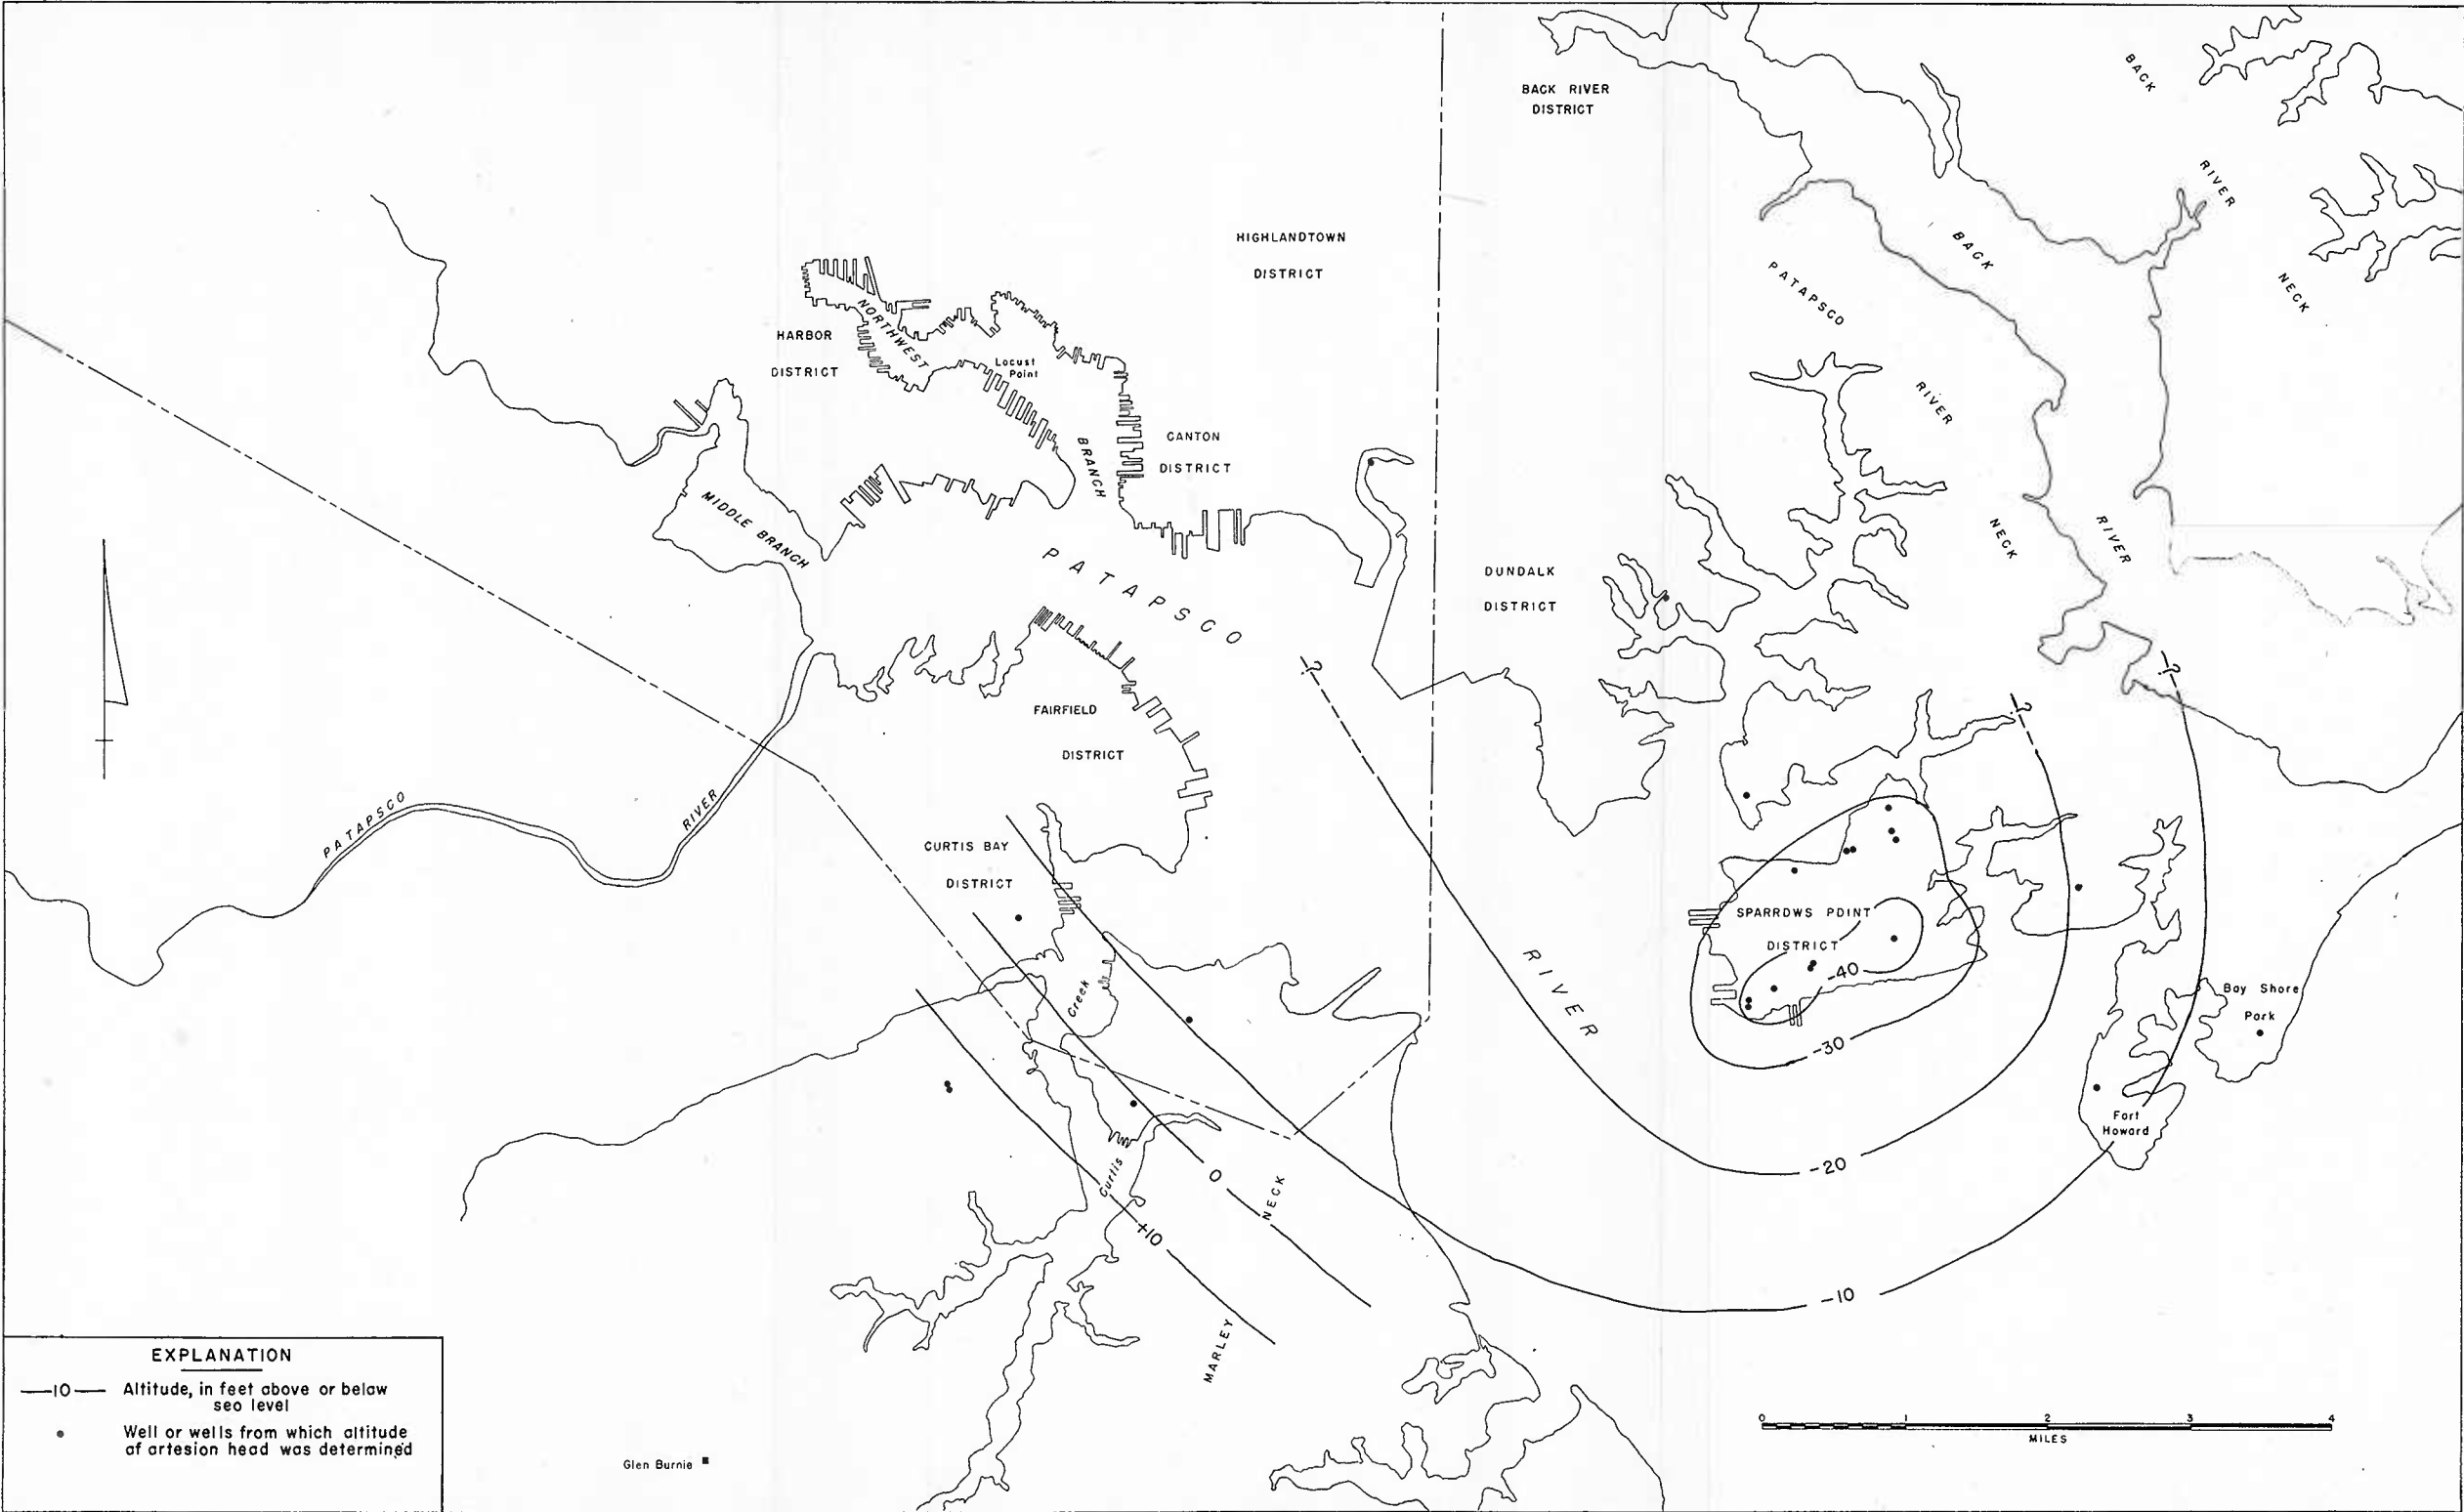 BACK RIVER
DISTRICT
BACK
RIVER
NECK
HIGHLANDTOWN
DISTRICT
BACK
RIVER
PATAPSCO
RIVER
NECK
HARBOR
DISTRICT
NORTHWEST
BRANCH
Locust
Point
CANTON
DISTRICT
MIDDLE BRANCH
PATAPSCO
RIVER
DUNDALK
DISTRICT
?
?
?
FAIRFIELD
DISTRICT
PATAPSCO
RIVER
CURTIS BAY
DISTRICT
SPARROWS POINT
DISTRICT
-40
-30
-20
-10
Bay Shore
Park
Fort
Howard
Creek
Curtis
0
+10
MARLEY
NECK
EXPLANATION
—10— Altitude, in feet above or below
sea level
Well or wells from which altitude
of artesian head was determined
Glen Burnie
0 1 2 3 4
MILES